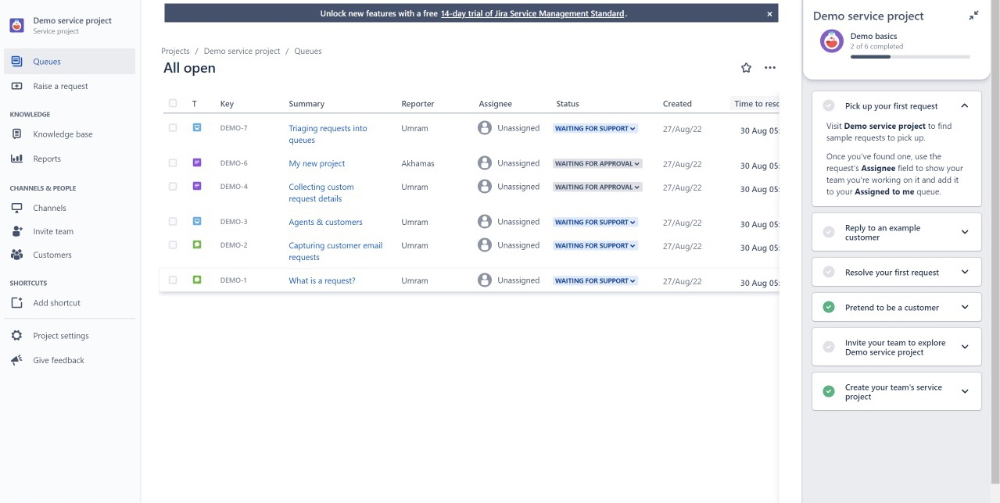 Demo service project
Service project
Queues
Raise a request
KNOWLEDGE
Knowledge base
Reports
CHANNELS & PEOPLE
Channels
Invite team
Customers
SHORTCUTS
Add shortcut
Project settings
Give feedback
Unlock new features with a free 14-day trial of Jira Service Management Standard.
Projects / Demo service project / Queues
All open
T Key Summary Reporter Assignee Status Created Time to reso
DEMO-7 Triaging requests into Umram Unassigned WAITING FOR SUPPORT 27/Aug/22 30 Aug 05:
queues
DEMO-6 My new project Akhamas Unassigned WAITING FOR APPROVAL 27/Aug/22 30 Aug 05:
DEMO-4 Collecting custom Umram Unassigned WAITING FOR APPROVAL 27/Aug/22 30 Aug 05:
request details
DEMO-3 Agents & customers Umram Unassigned WAITING FOR SUPPORT 27/Aug/22 30 Aug 05:
DEMO-2 Capturing customer email Umram Unassigned WAITING FOR SUPPORT 27/Aug/22 30 Aug 05:
requests
DEMO-1 What is a request? Umram Unassigned WAITING FOR SUPPORT 27/Aug/22 30 Aug 05:
Demo service project
Demo basics
2 of 6 completed
Pick up your first request
Visit Demo service project to find
sample requests to pick up.
Once you've found one, use the
request's Assignee field to show your
team you're working on it and add it
to your Assigned to me queue.
Reply to an example
customer
Resolve your first request
Pretend to be a customer
Invite your team to explore
Demo service project
Create your team's service
project